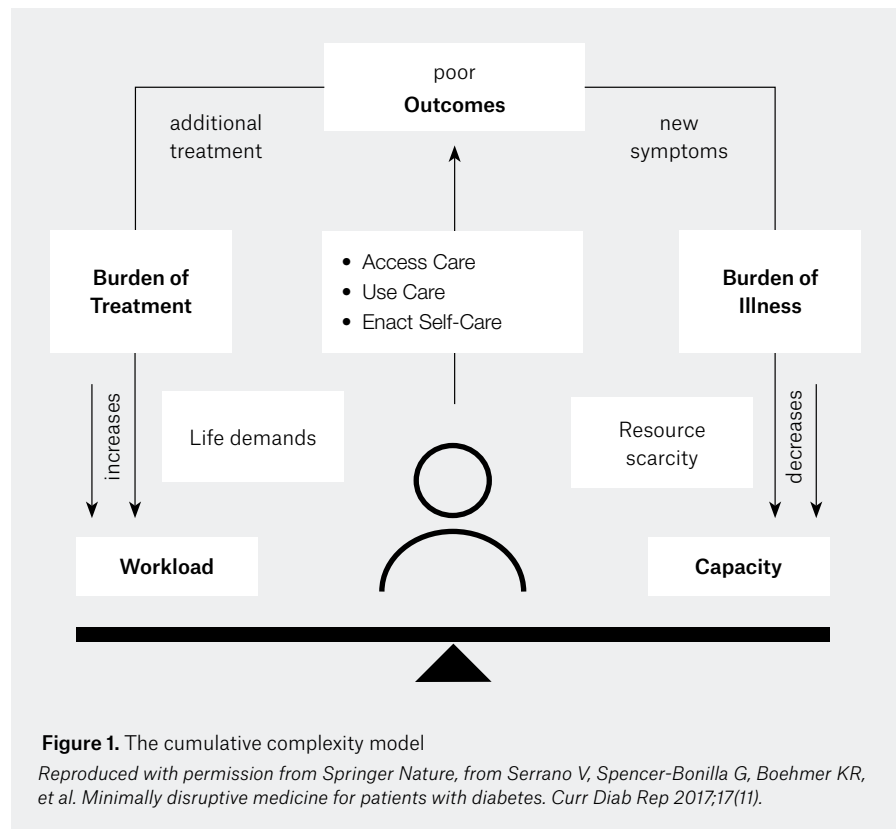 poor
Outcomes
additional
treatment
new
symptoms
Burden of
Treatment
• Access Care
• Use Care
• Enact Self-Care
Burden of
Illness
increases
Life demands
Resource
scarcity
decreases
Workload
Capacity
Figure 1. The cumulative complexity model
Reproduced with permission from Springer Nature, from Serrano V, Spencer-Bonilla G, Boehmer KR,
et al. Minimally disruptive medicine for patients with diabetes. Curr Diab Rep 2017;17(11).